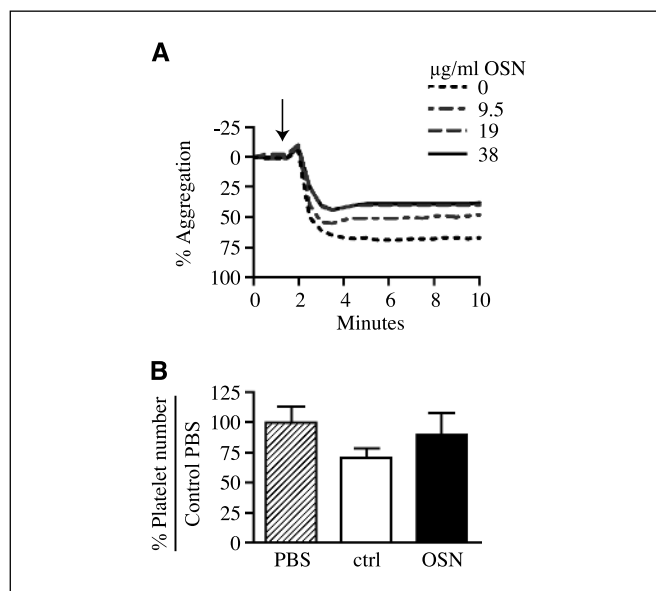 A
µg/ml OSN
0
9.5
19
38
% Aggregation
-25
0
25
50
75
100
0 2 4 6 8 10
Minutes
B
% Platelet number
Control PBS
125
100
75
50
25
0
PBS ctrl OSN